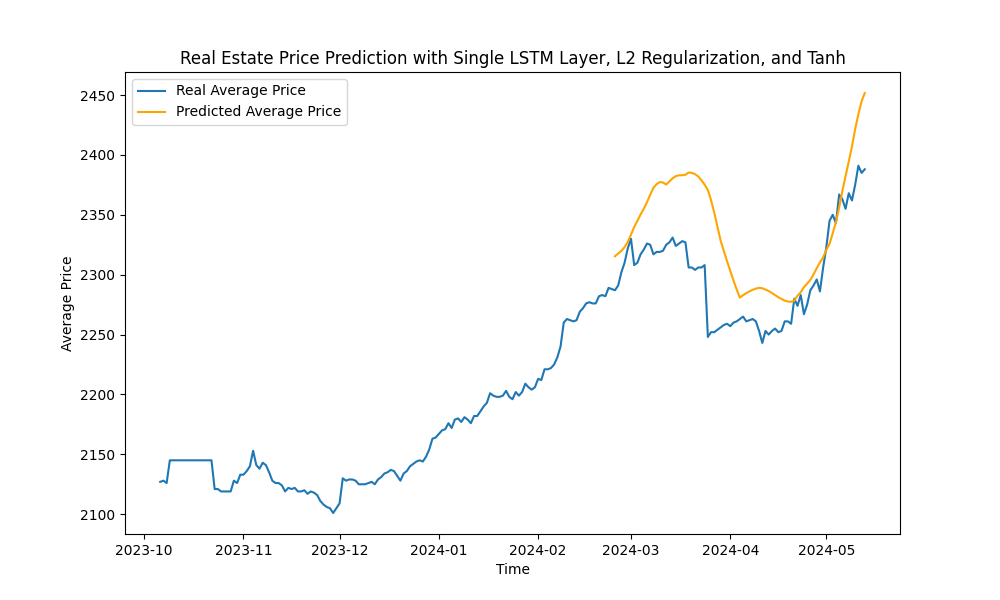 Real Estate Price Prediction with Single LSTM Layer, L2 Regularization, and Tanh
Real Average Price
Predicted Average Price
2450
2400
2350
2300
2250
2200
2150
2100
Average Price
2023-10 2023-11 2023-12 2024-01 2024-02 2024-03 2024-04 2024-05
Time